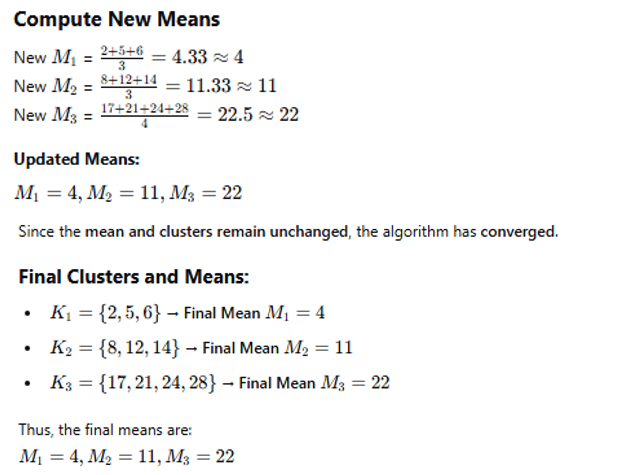 Compute New Means
New M₁ = (2+5+6)/3 = 4.33 ≈ 4
New M₂ = (8+12+14)/3 = 11.33 ≈ 11
New M₃ = (17+21+24+28)/4 = 22.5 ≈ 22
Updated Means:
M₁ = 4, M₂ = 11, M₃ = 22
Since the mean and clusters remain unchanged, the algorithm has converged.
Final Clusters and Means:
• K₁ = {2, 5, 6} → Final Mean M₁ = 4
• K₂ = {8, 12, 14} → Final Mean M₂ = 11
• K₃ = {17, 21, 24, 28} → Final Mean M₃ = 22
Thus, the final means are:
M₁ = 4, M₂ = 11, M₃ = 22